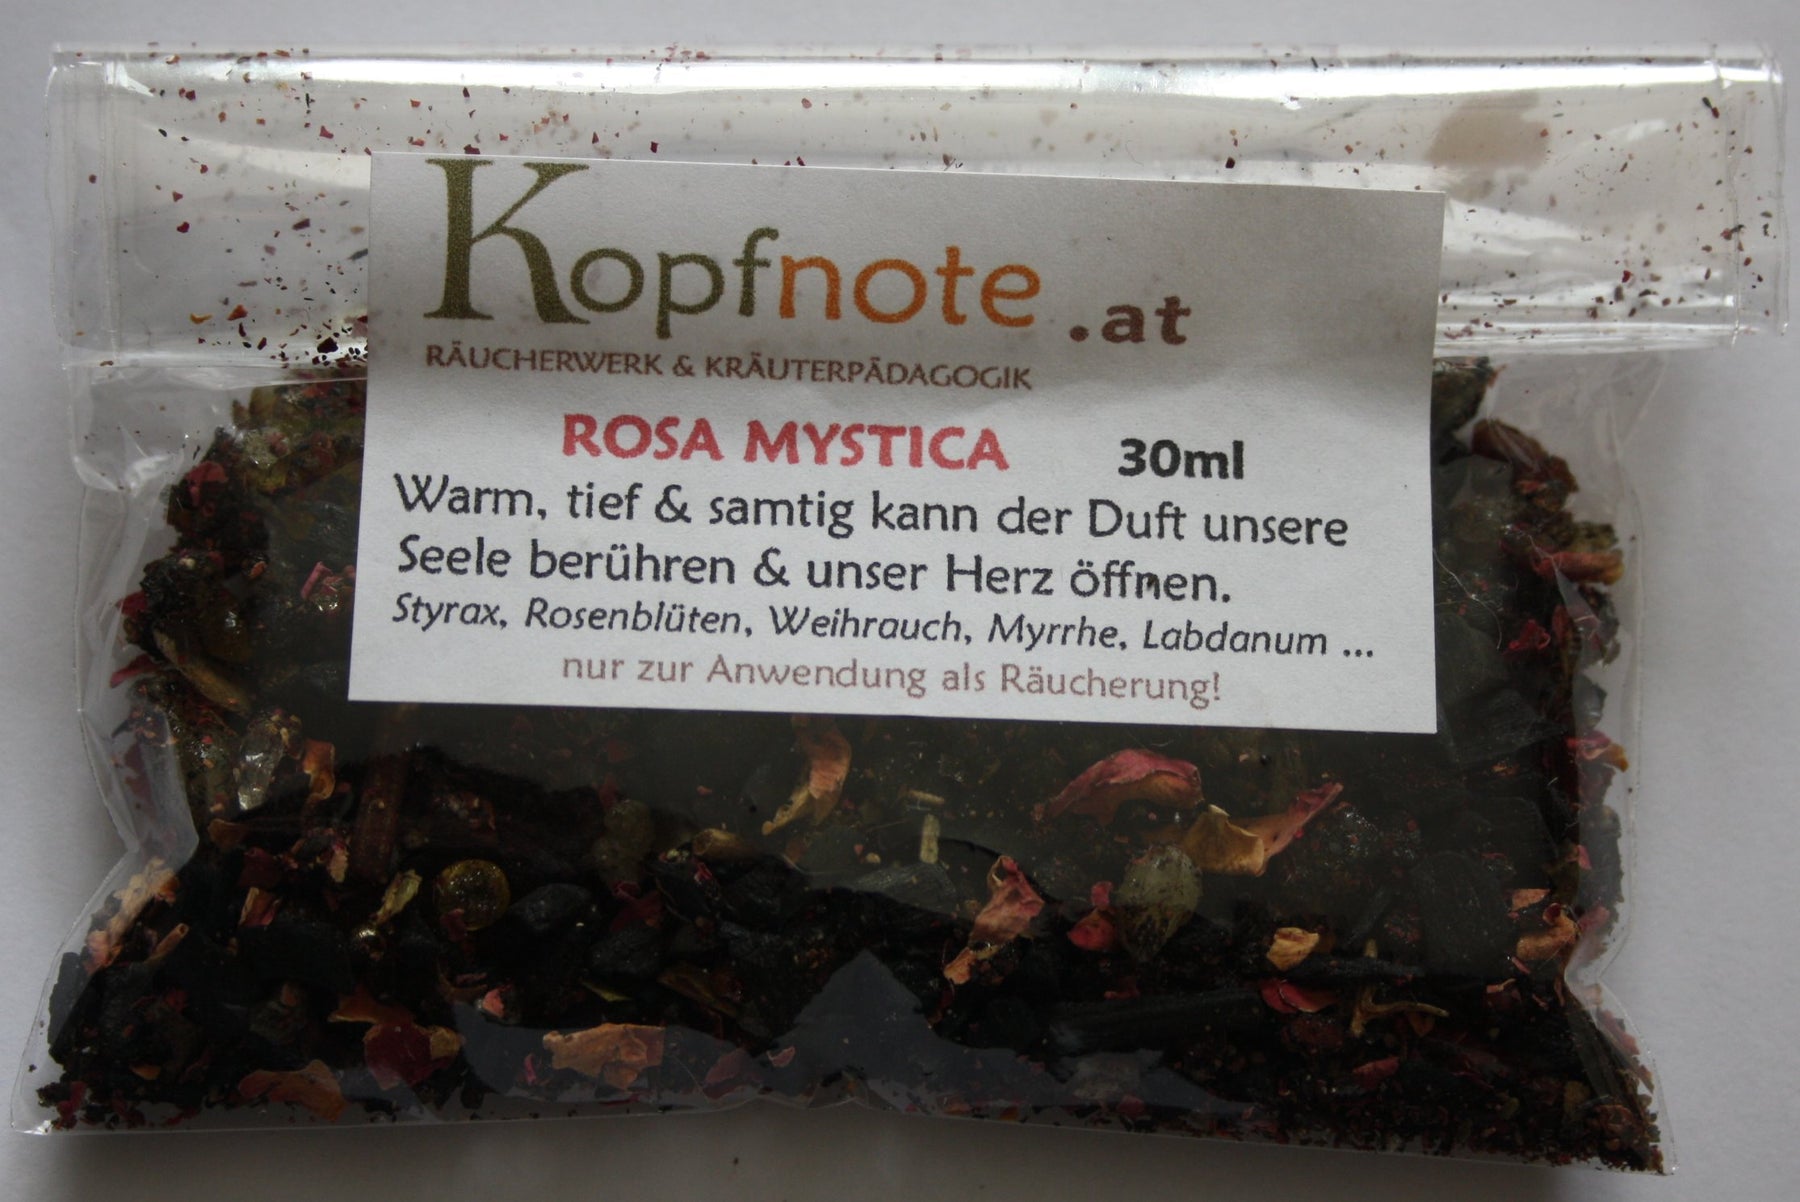 Kopfnote.at
RÄUCHERWERK & KRÄUTERPÄDAGOGIK
ROSA MYSTICA 30ml
Warm, tief & samtig kann der Duft unsere
Seele berühren & unser Herz öffnen.
Styrax, Rosenblüten, Weihrauch, Myrrhe, Labdanum ...
nur zur Anwendung als Räucherung!